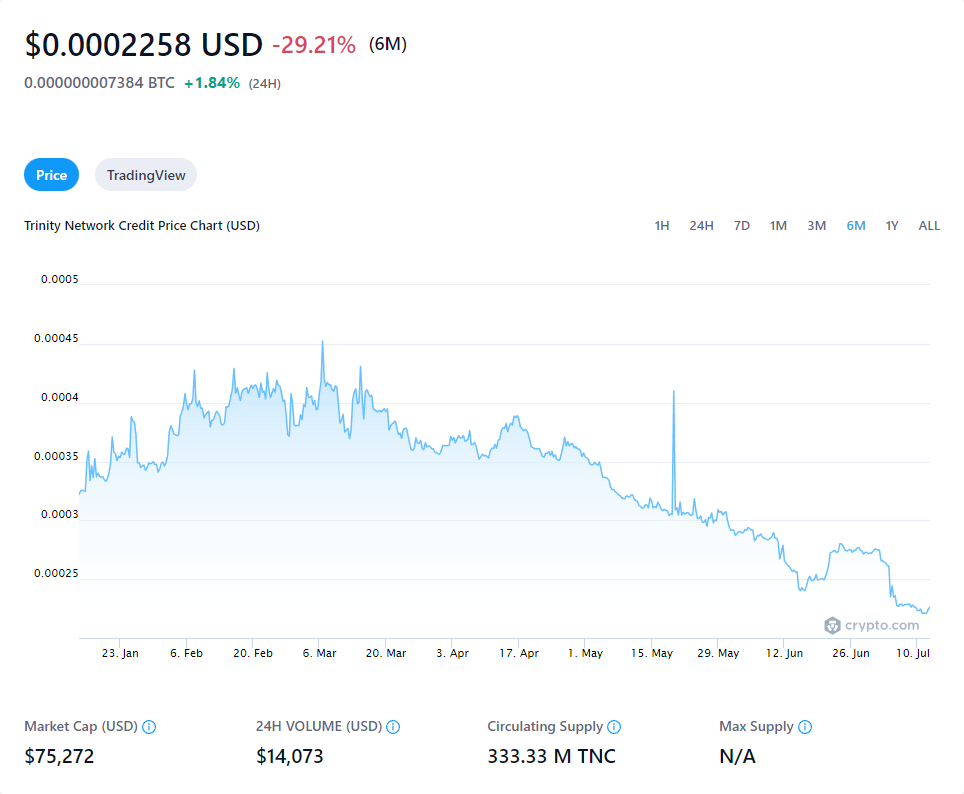 $0.0002258 USD -29.21% (6M)
0.000000007384 BTC +1.84% (24H)
Price TradingView
Trinity Network Credit Price Chart (USD) 1H 24H 7D 1M 3M 6M 1Y ALL
0.0005
0.00045
0.0004
0.00035
0.0003
0.00025
crypto.com
23. Jan 6. Feb 20. Feb 6. Mar 20. Mar 3. Apr 17. Apr 1. May 15. May 29. May 12. Jun 26. Jun 10. Jul
Market Cap (USD) 24H VOLUME (USD) Circulating Supply Max Supply
$75,272 $14,073 333.33 M TNC N/A